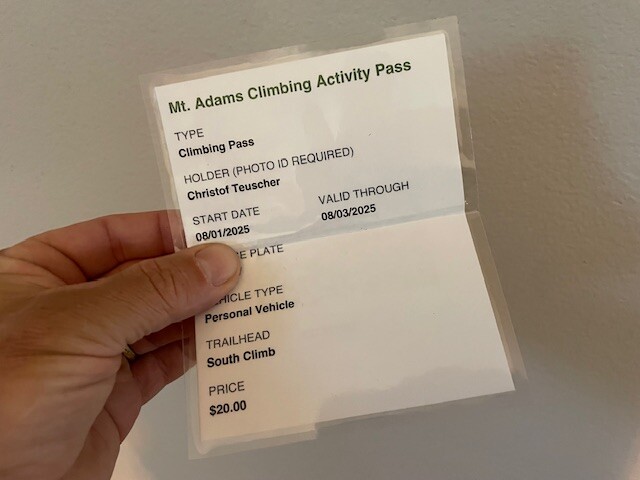 Mt. Adams Climbing Activity Pass
TYPE
Climbing Pass
HOLDER (PHOTO ID REQUIRED)
Christof Teuscher
START DATE VALID THROUGH
08/01/2025 08/03/2025
PLATE
VEHICLE TYPE
Personal Vehicle
TRAILHEAD
South Climb
PRICE
$20.00